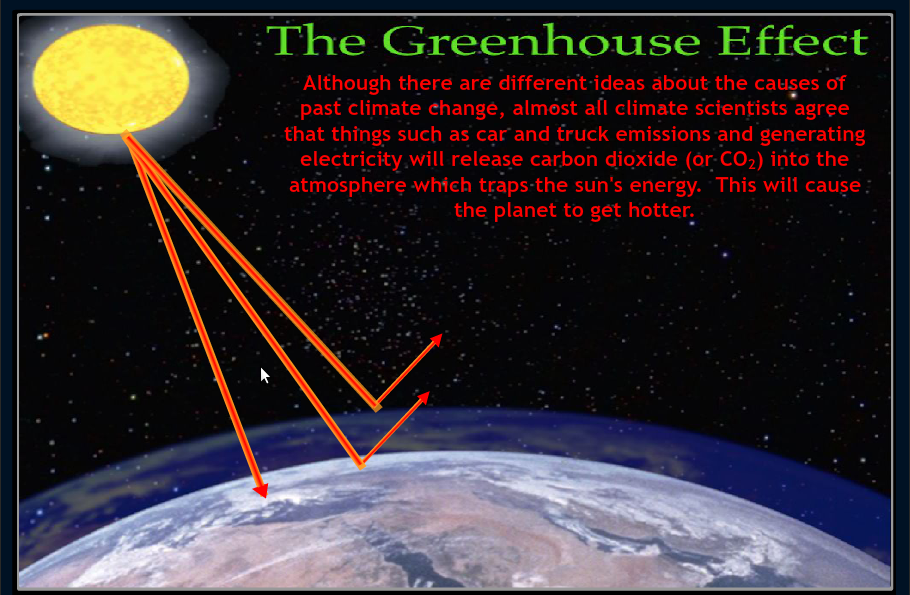 The Greenhouse Effect
Although there are different ideas about the causes of
past climate change, almost all climate scientists agree
that things such as car and truck emissions and generating
electricity will release carbon dioxide (or CO₂) into the
atmosphere which traps the sun's energy.  This will cause
the planet to get hotter.